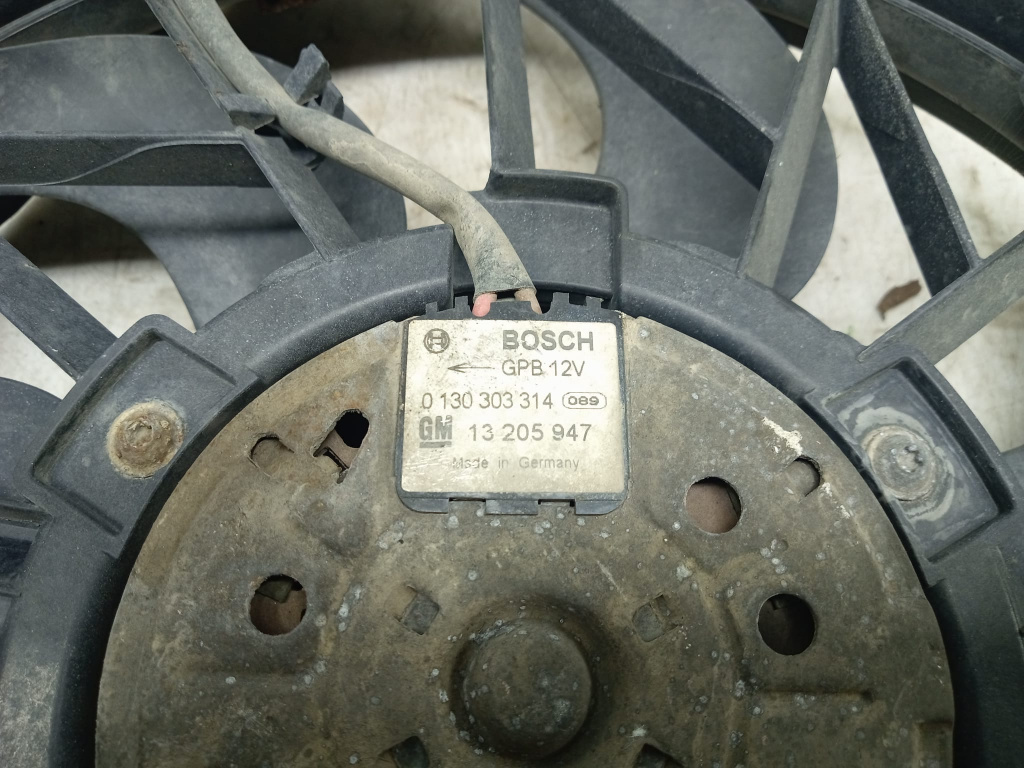 BOSCH
GPB 12V
0 130 303 314 089
GM 13 205 947
Made in Germany